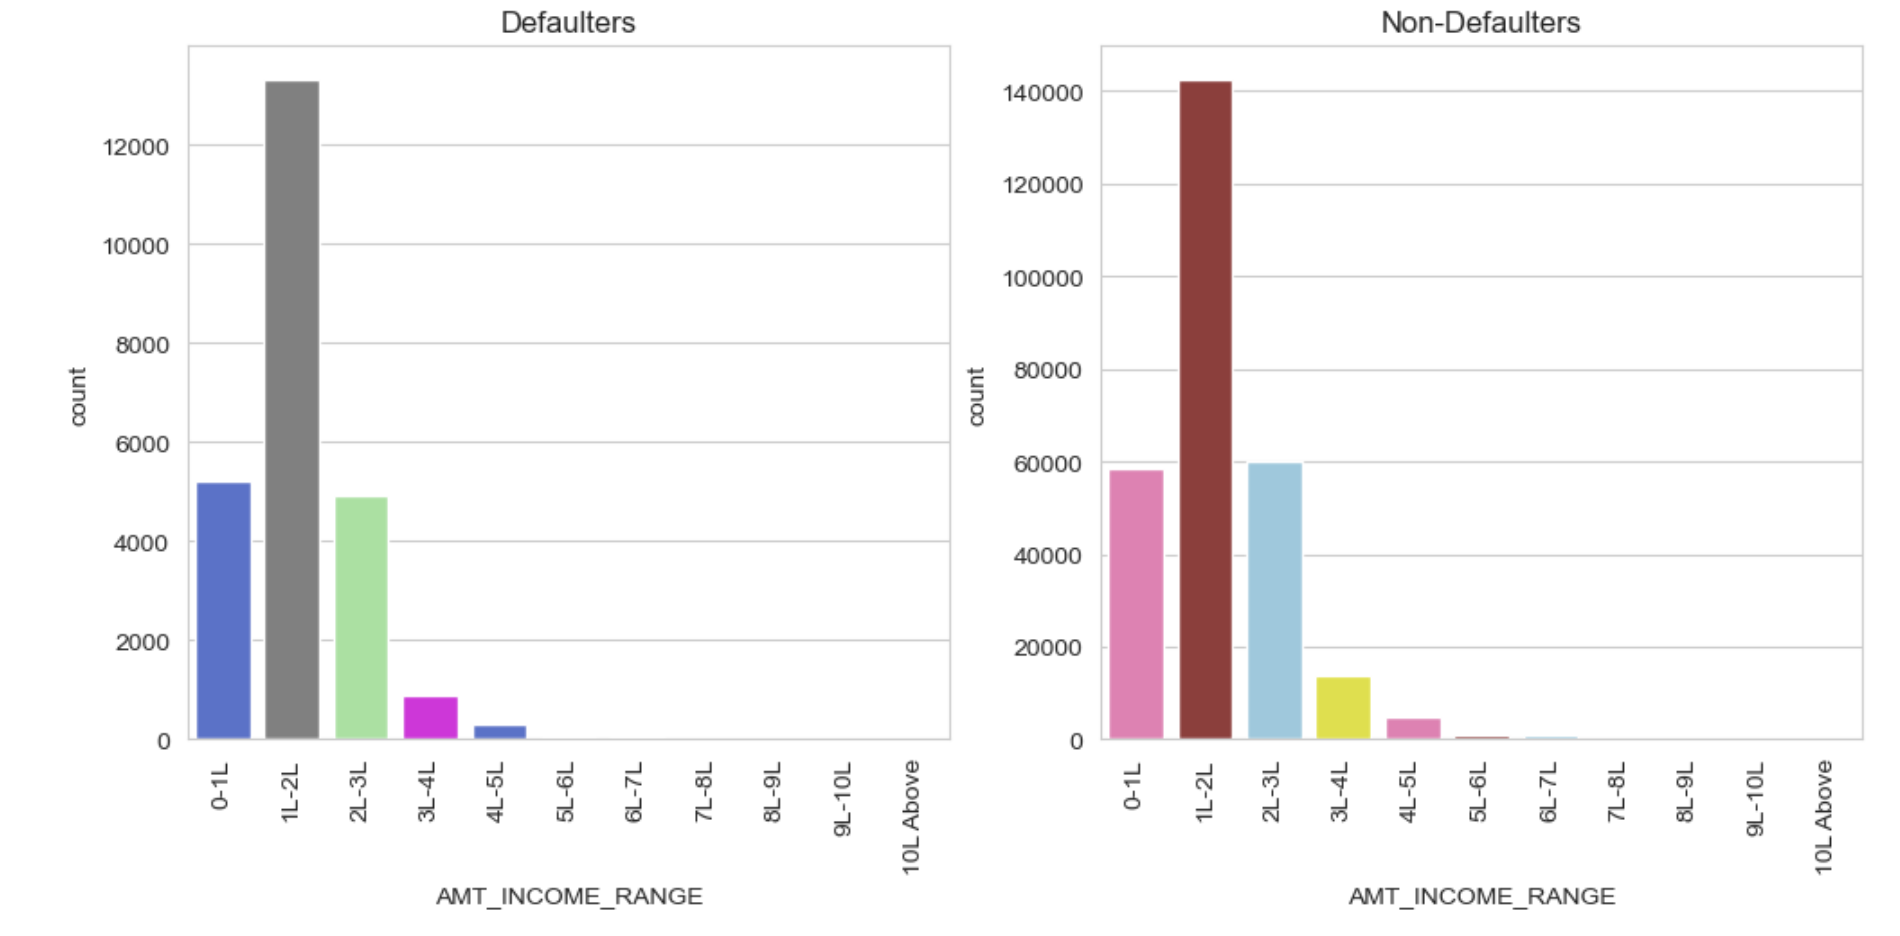 Defaulters
12000
10000
8000
6000
4000
2000
0
count
0-1L
1L-2L
2L-3L
3L-4L
4L-5L
5L-6L
6L-7L
7L-8L
8L-9L
9L-10L
10L Above
AMT_INCOME_RANGE
Non-Defaulters
140000
120000
100000
80000
60000
40000
20000
0
count
0-1L
1L-2L
2L-3L
3L-4L
4L-5L
5L-6L
6L-7L
7L-8L
8L-9L
9L-10L
10L Above
AMT_INCOME_RANGE